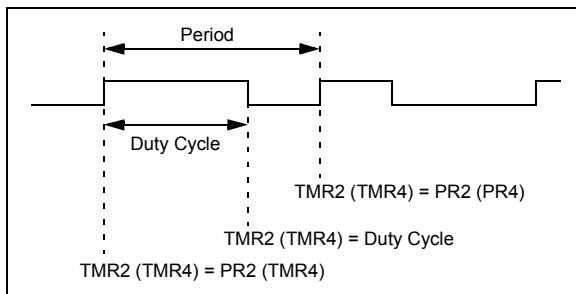 Period
Duty Cycle
TMR2 (TMR4) = PR2 (PR4)
TMR2 (TMR4) = Duty Cycle
TMR2 (TMR4) = PR2 (TMR4)